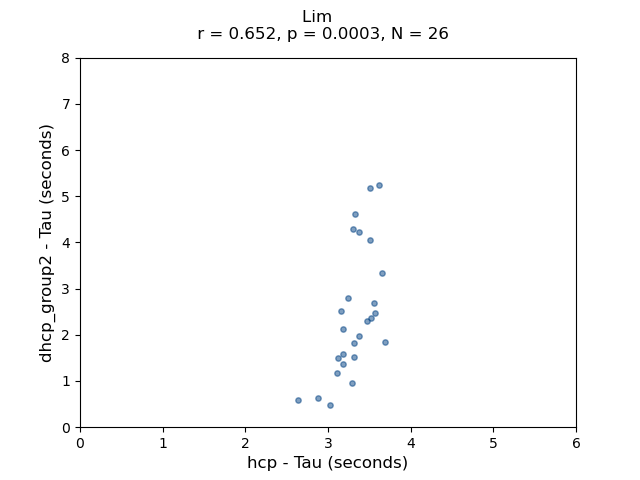 Lim
r = 0.652, p = 0.0003, N = 26
8
7
6
5
4
3
2
1
0
dhcp_group2 - Tau (seconds)
0 1 2 3 4 5 6
hcp - Tau (seconds)